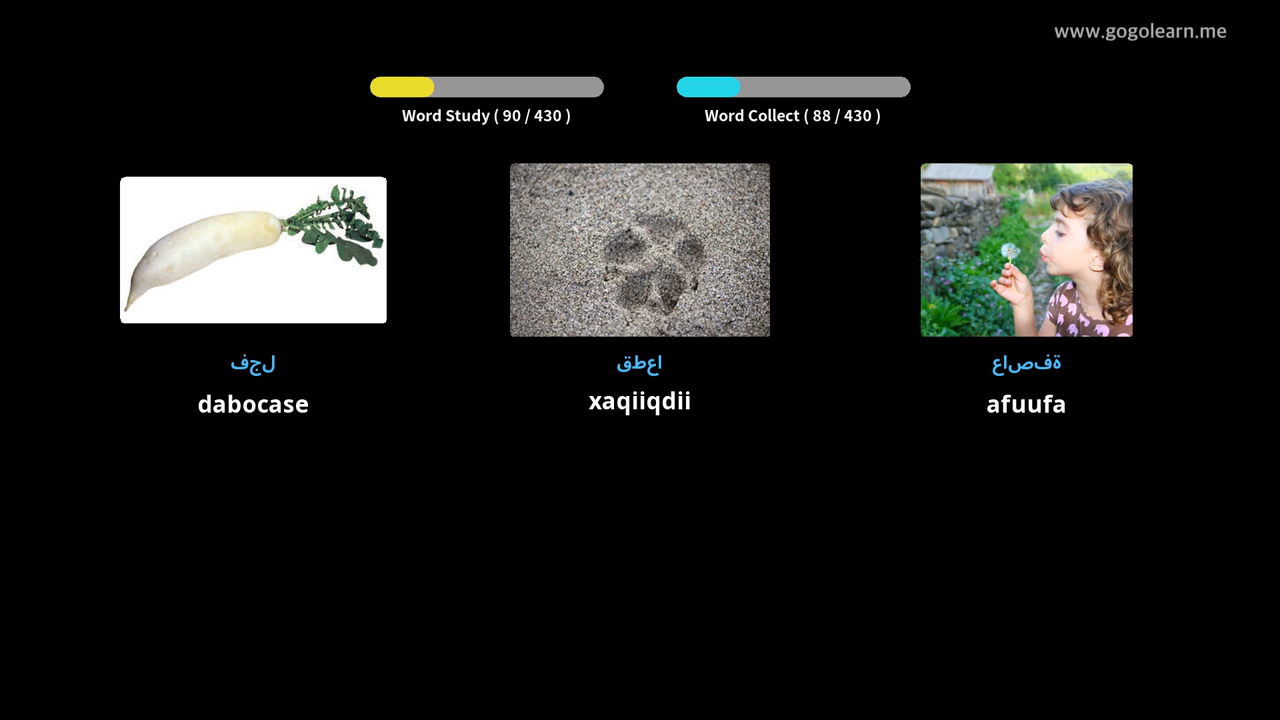 www.gogolearn.me
Word Study ( 90 / 430 )
Word Collect ( 88 / 430 )
لجف
dabocase
اعطق
xaqiiqdii
ةفصاع
afuufa